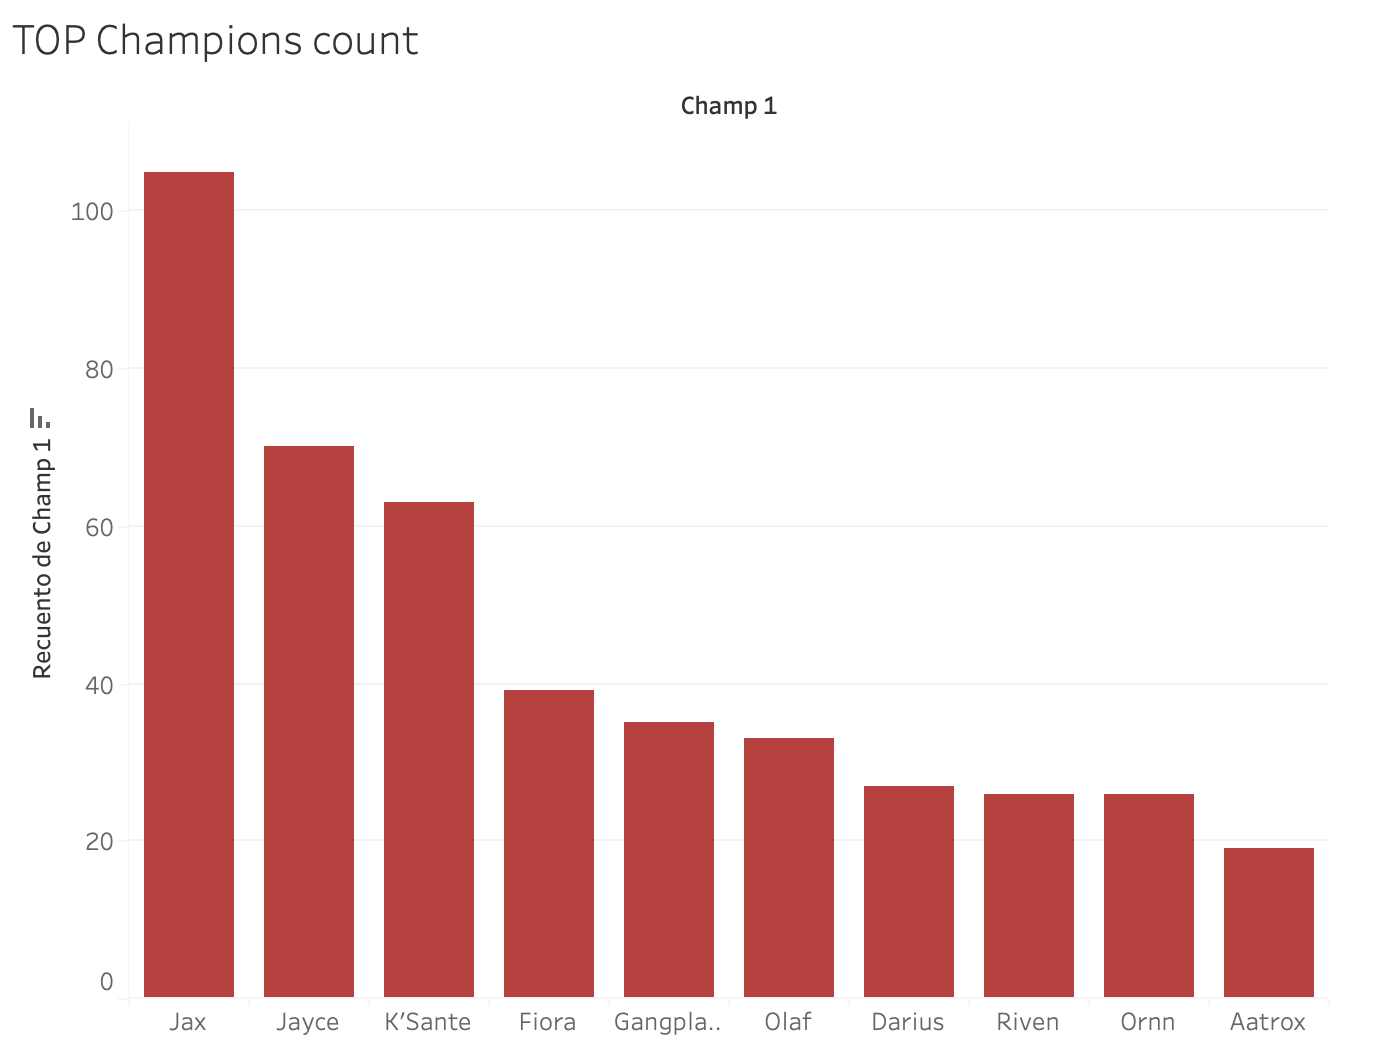 TOP Champions count
Champ 1
100
80
60
40
20
0
Recuento de Champ 1
Jax Jayce K'Sante Fiora Gangpla.. Olaf Darius Riven Ornn Aatrox